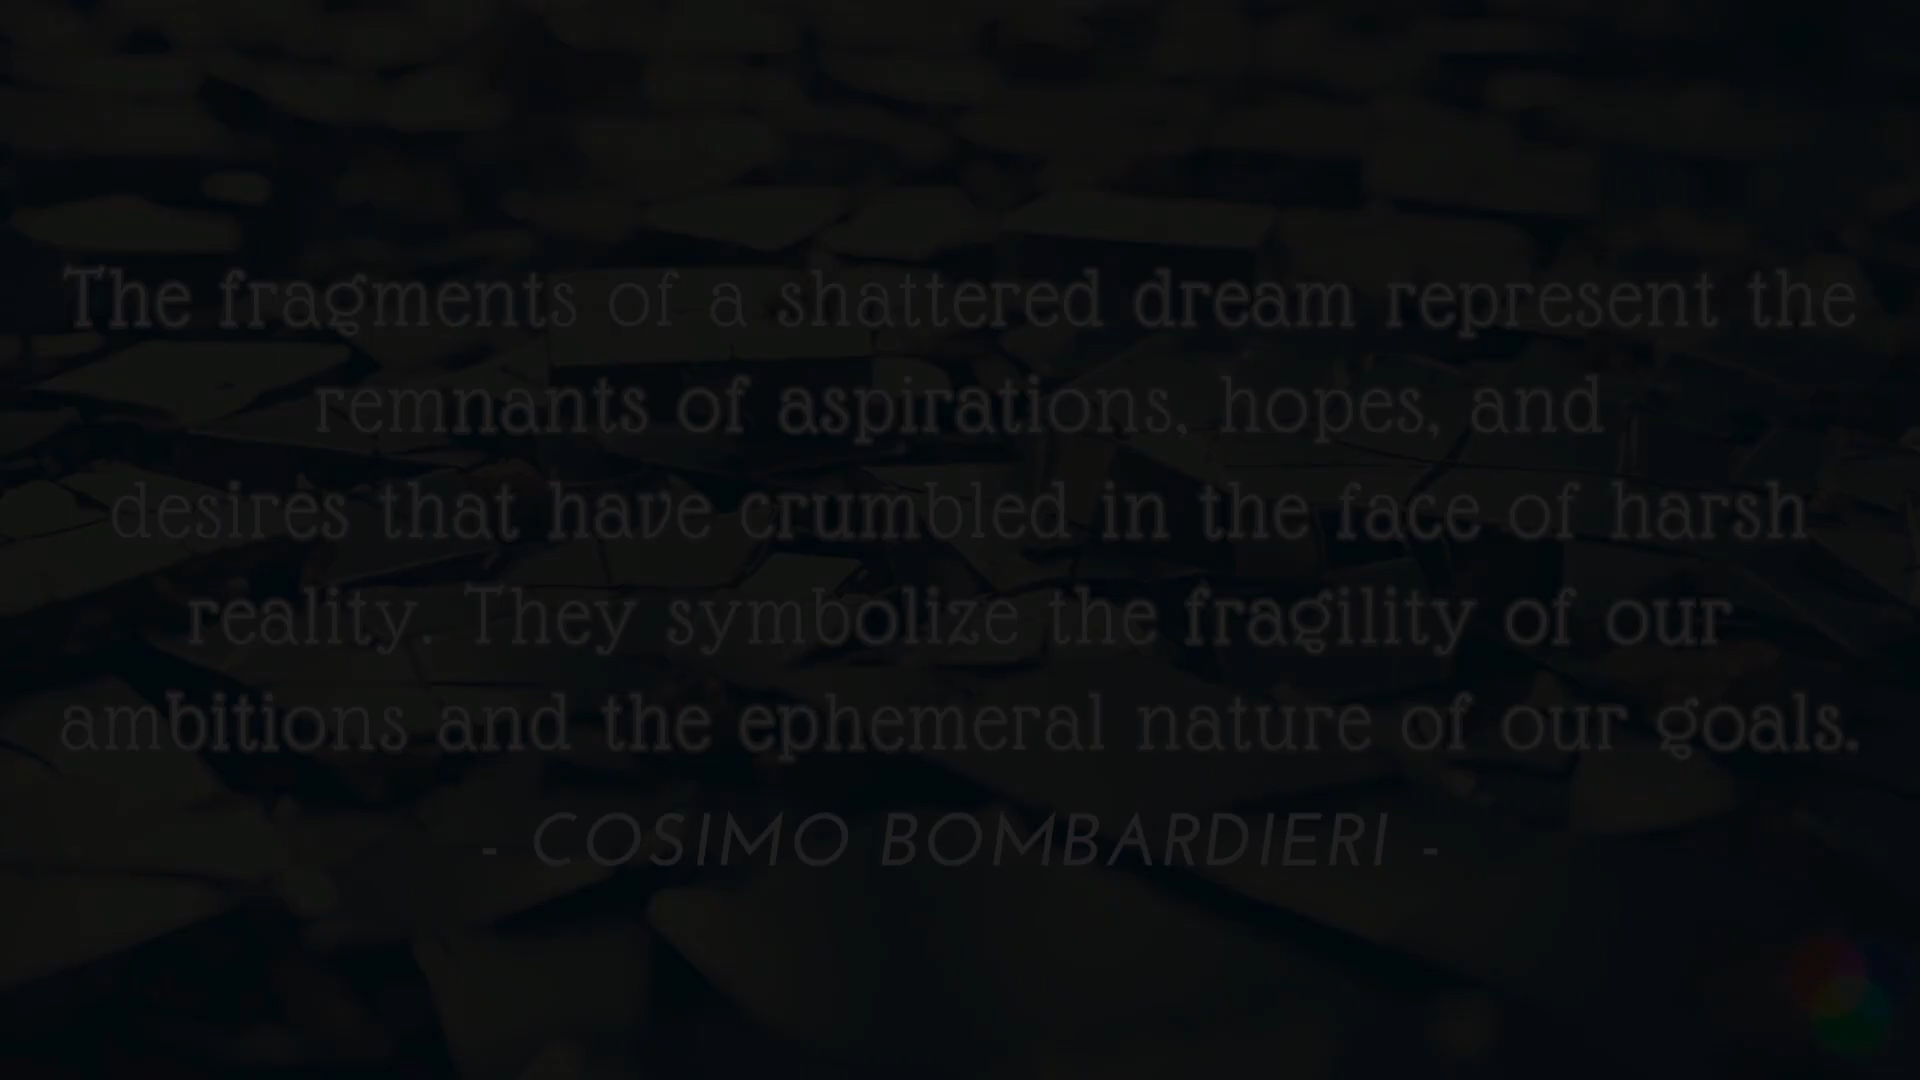 The fragments of a shattered dream represent the
remnants of aspirations, hopes, and
desires that have crumbled in the face of harsh
reality. They symbolize the fragility of our
ambitions and the ephemeral nature of our goals.
- COSIMO BOMBARDIERI -